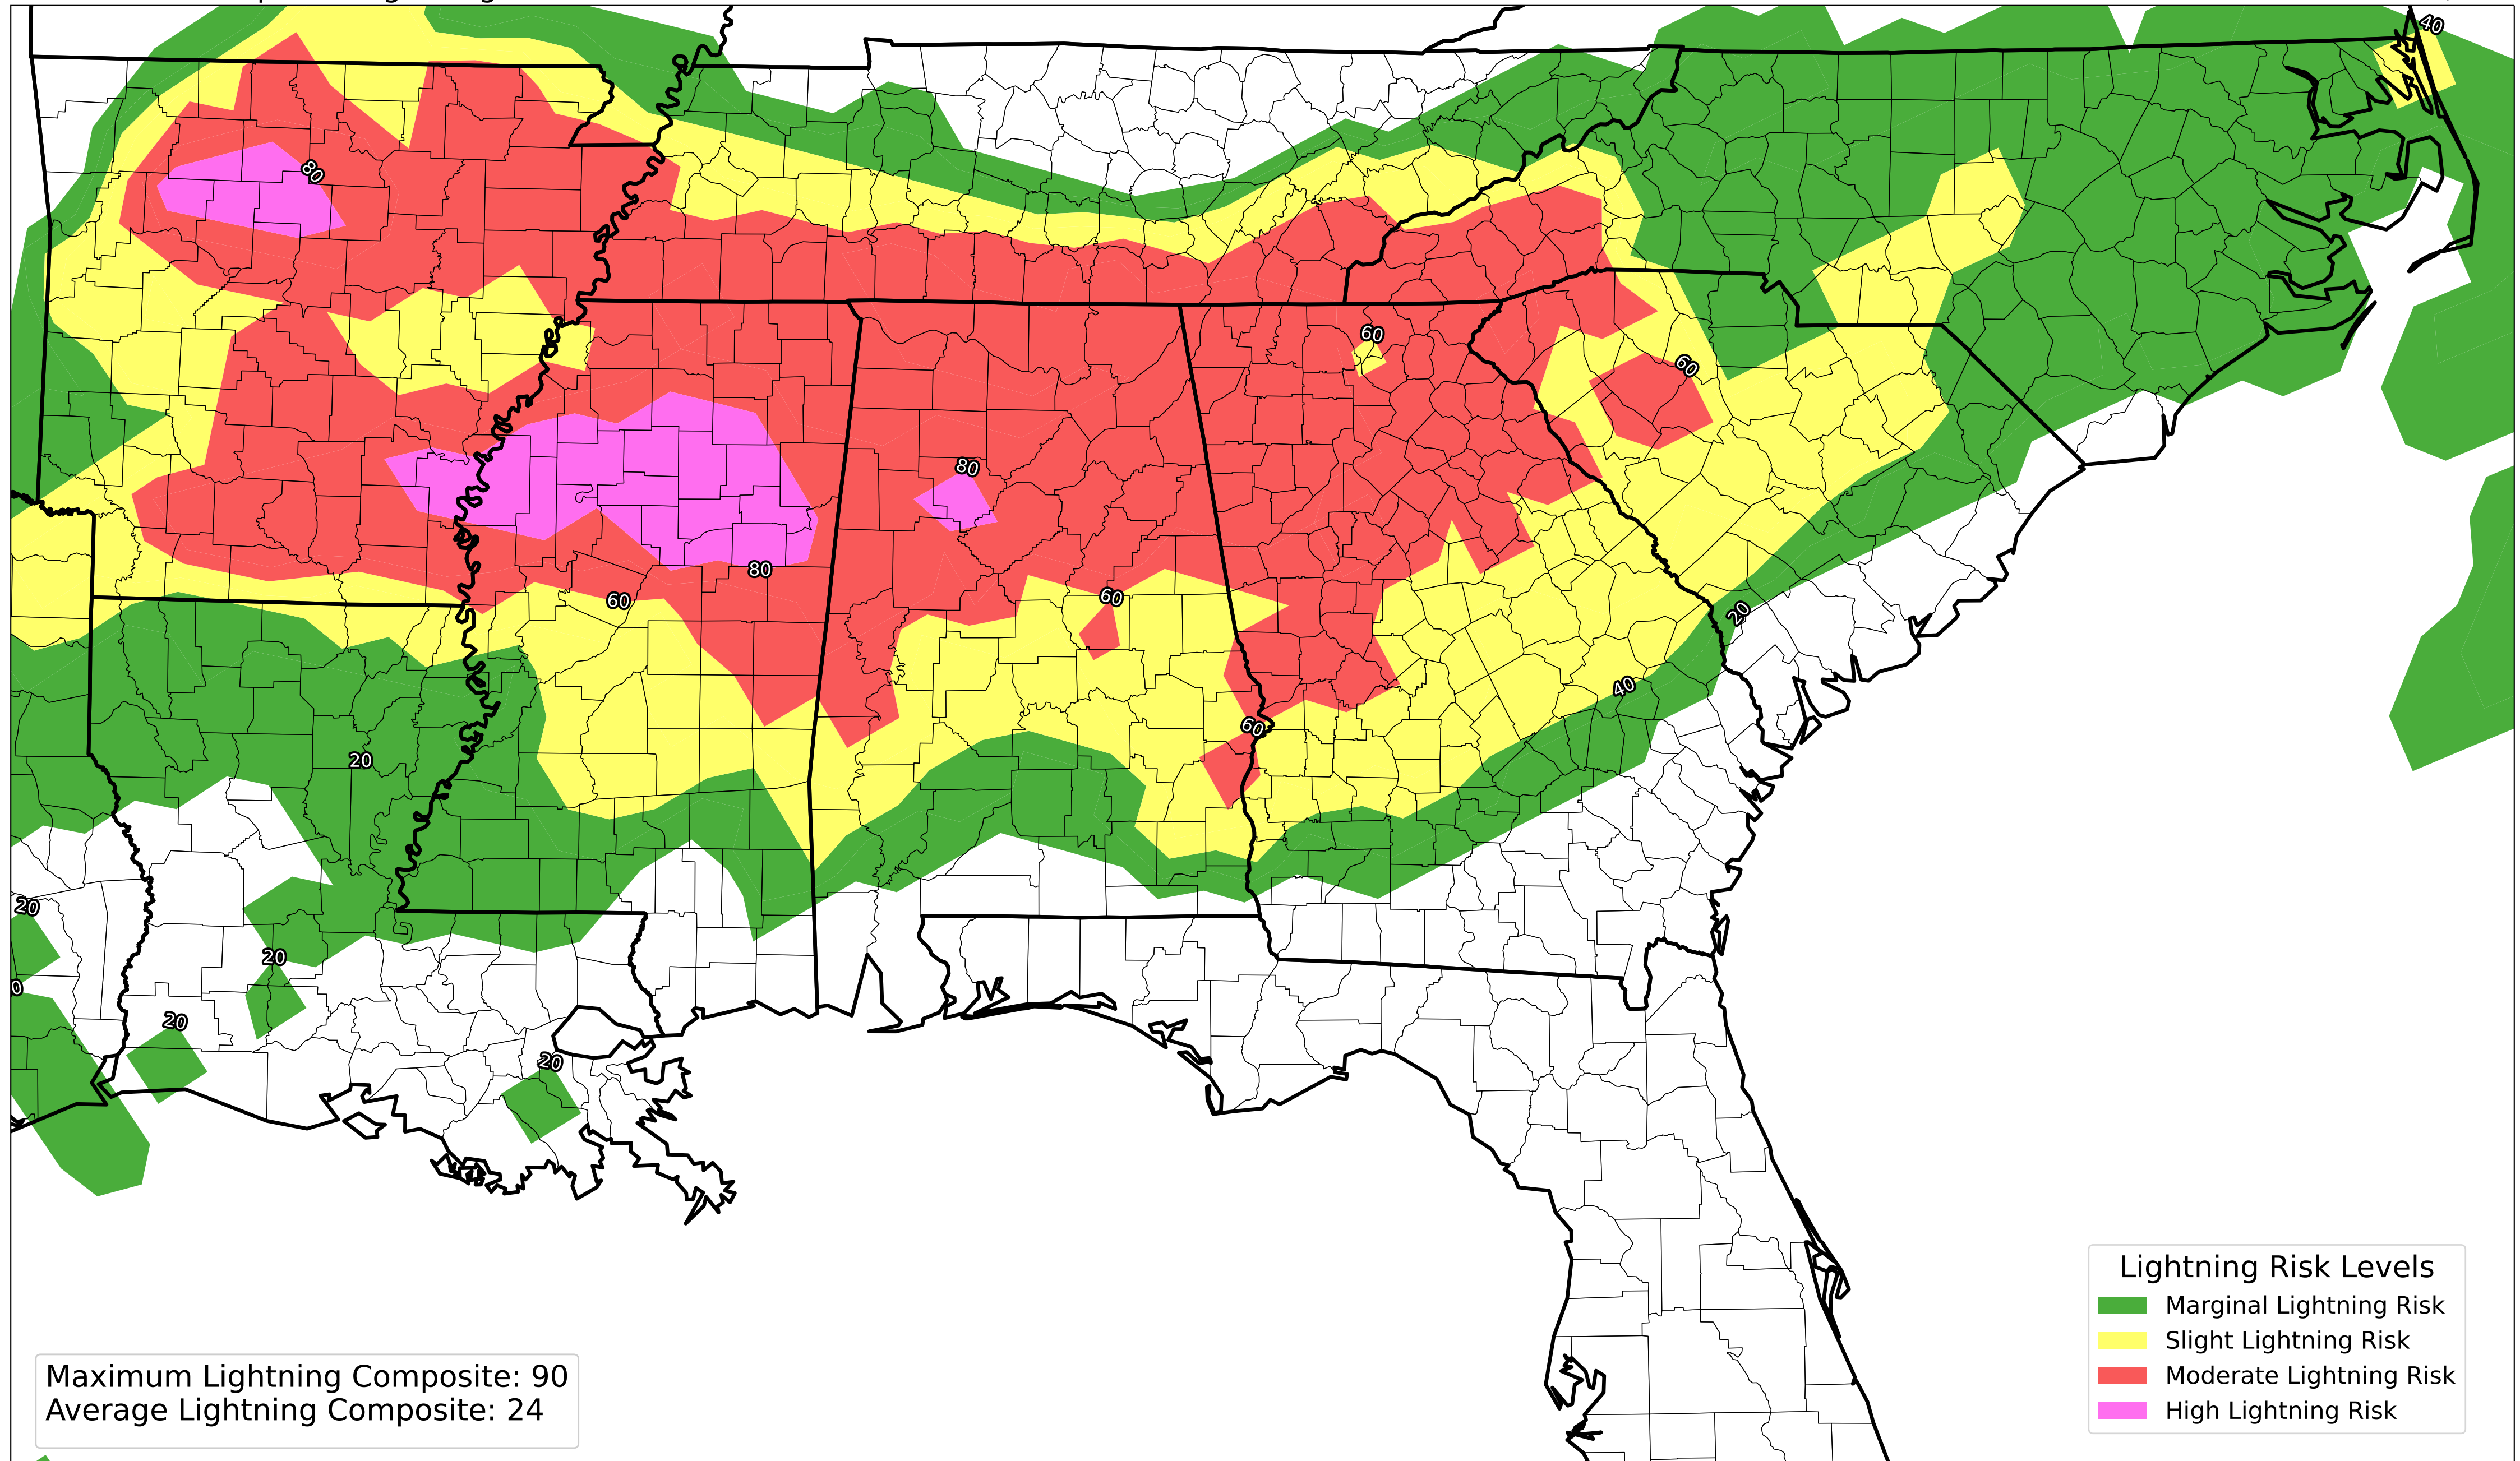 40
80
60
60
80
80
60
60
20
40
60
20
20
20
20
20
Lightning Risk Levels
Marginal Lightning Risk
Slight Lightning Risk
Moderate Lightning Risk
High Lightning Risk
Maximum Lightning Composite: 90
Average Lightning Composite: 24